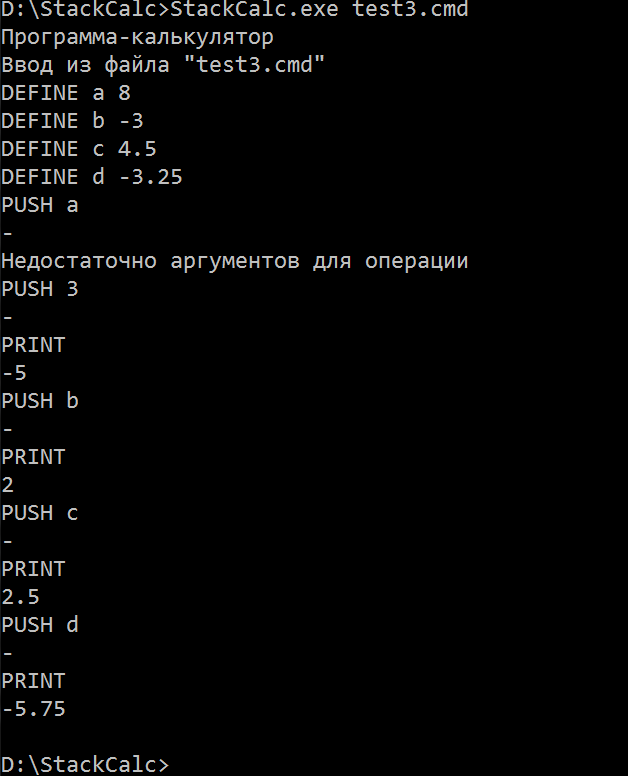 D:\StackCalc>StackCalc.exe test3.cmd
Программа-калькулятор
Ввод из файла "test3.cmd"
DEFINE a 8
DEFINE b -3
DEFINE c 4.5
DEFINE d -3.25
PUSH a
-
Недостаточно аргументов для операции
PUSH 3
-
PRINT
-5
PUSH b
-
PRINT
2
PUSH c
-
PRINT
2.5
PUSH d
-
PRINT
-5.75
D:\StackCalc>